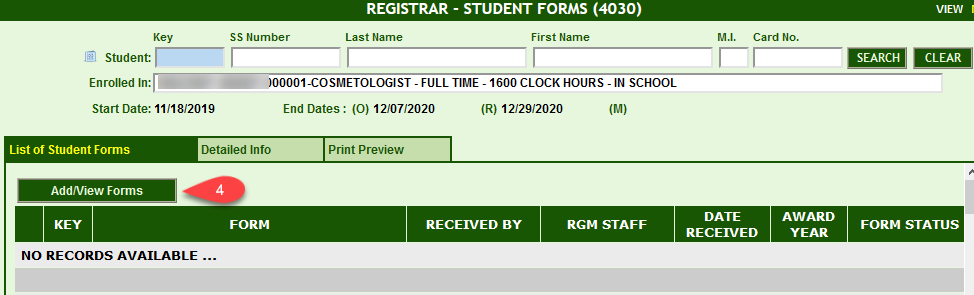 REGISTRAR - STUDENT FORMS (4030) VIEW
Key SS Number Last Name First Name M.I. Card No.
Student: SEARCH CLEAR
Enrolled In: 000001-COSMETOLOGIST - FULL TIME - 1600 CLOCK HOURS - IN SCHOOL
Start Date: 11/18/2019 End Dates : (O) 12/07/2020 (R) 12/29/2020 (M)
List of Student Forms Detailed Info Print Preview
Add/View Forms 4
KEY FORM RECEIVED BY RGM STAFF DATE RECEIVED AWARD YEAR FORM STATUS
NO RECORDS AVAILABLE ...